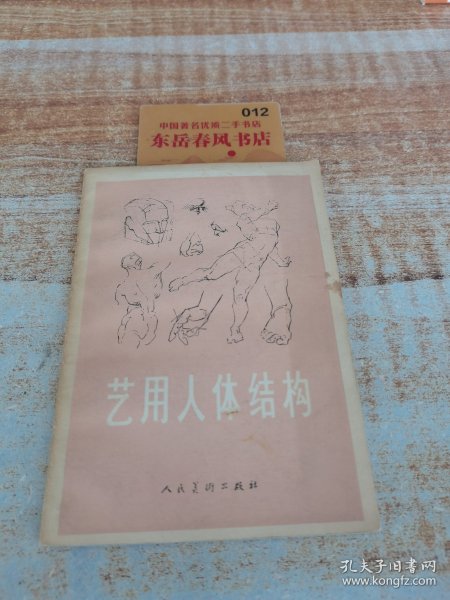 012
中国著名优质二手书店
东岳春风书店
艺用人体结构
人民美术出版社
孔夫子旧书网
www.kongfz.com